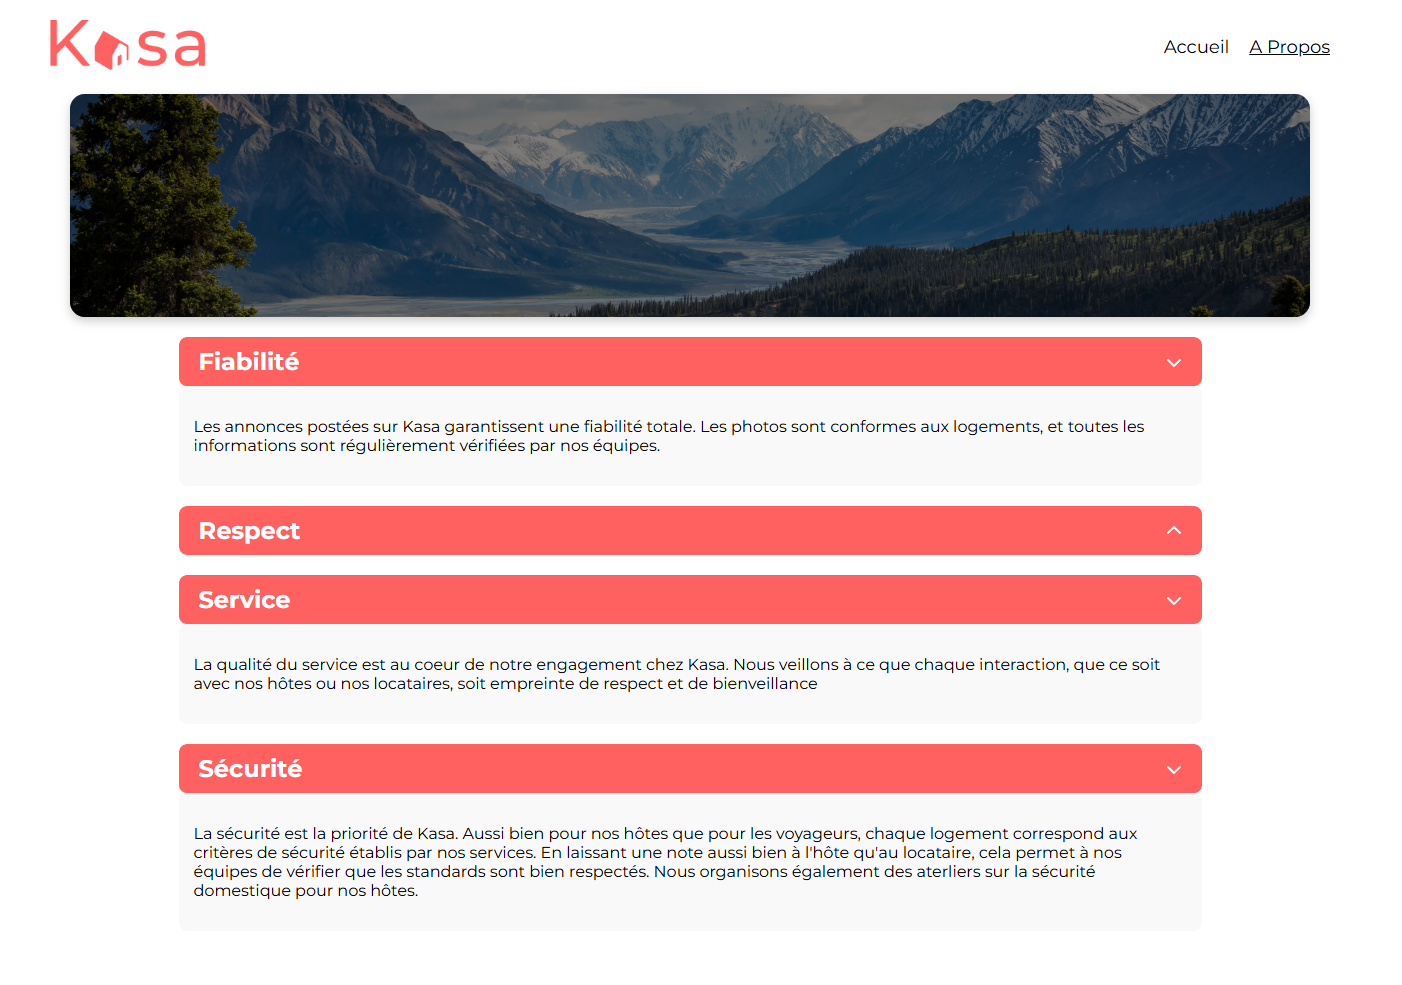 Kasa
Accueil A Propos
Fiabilité
Les annonces postées sur Kasa garantissent une fiabilité totale. Les photos sont conformes aux logements, et toutes les
informations sont régulièrement vérifiées par nos équipes.
Respect
Service
La qualité du service est au coeur de notre engagement chez Kasa. Nous veillons à ce que chaque interaction, que ce soit
avec nos hôtes ou nos locataires, soit empreinte de respect et de bienveillance
Sécurité
La sécurité est la priorité de Kasa. Aussi bien pour nos hôtes que pour les voyageurs, chaque logement correspond aux
critères de sécurité établis par nos services. En laissant une note aussi bien à l'hôte qu'au locataire, cela permet à nos
équipes de vérifier que les standards sont bien respectés. Nous organisons également des aterliers sur la sécurité
domestique pour nos hôtes.